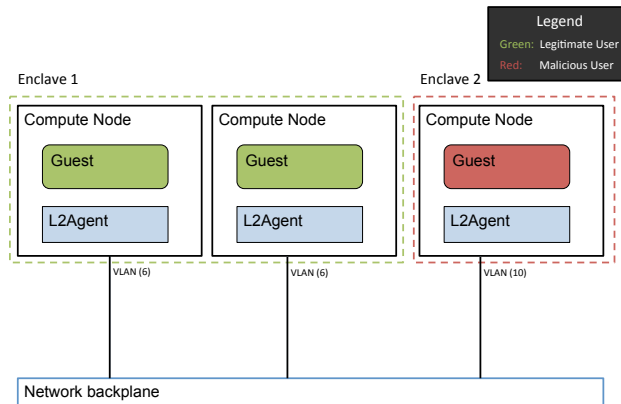 Legend
Green: Legitimate User
Red: Malicious User
Enclave 1
Enclave 2
Compute Node
Compute Node
Compute Node
Guest
Guest
Guest
L2Agent
L2Agent
L2Agent
VLAN (6)
VLAN (6)
VLAN (10)
Network backplane